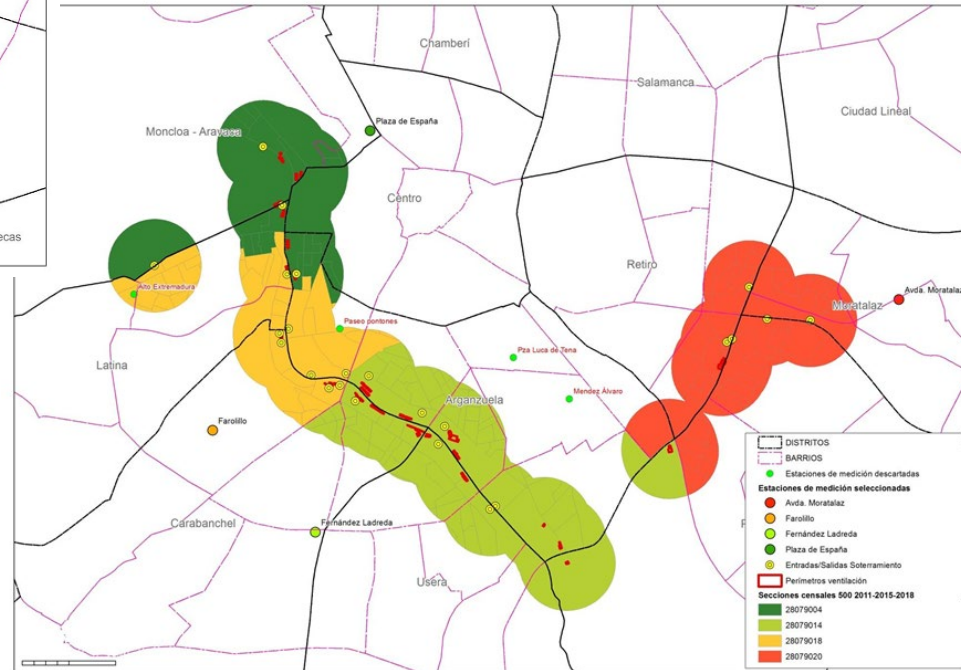 Chamberí
Salamanca
Ciudad Lineal
Plaza de España
Moncloa - Aravaca
Centro
ecas
Retiro
Alto Extremadura
Avda. Moratalaz
Moratalaz
Paseo pontones
Pza Luca de Tena
Latina
Mendez Álvaro
Arganzuela
Farolillo
Carabanchel
Fernández Ladreda
Usera
DISTRITOS
BARRIOS
Estaciones de medición descartadas
Estaciones de medición seleccionadas
Avda. Moratalaz
Farolillo
Fernández Ladreda
Plaza de España
Entradas/Salidas Soterramiento
Perímetros ventilación
Secciones censales 500 2011-2015-2018
28079004
28079014
28079018
28079020